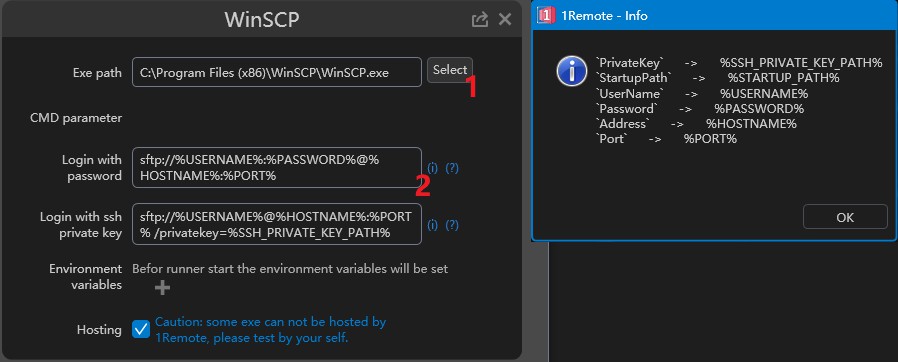 WinSCP
Exe path
C:\Program Files (x86)\WinSCP\WinSCP.exe
Select
1
CMD parameter
Login with
password
sftp://%USERNAME%:%PASSWORD%@%
HOSTNAME%:%PORT%
(i) (?)
2
Login with ssh
private key
sftp://%USERNAME%@%HOSTNAME%:%PORT
% /privatekey=%SSH_PRIVATE_KEY_PATH%
(i) (?)
Environment
variables
Befor runner start the environment variables will be set
Hosting
Caution: some exe can not be hosted by
1Remote, please test by your self.
1 1Remote - Info
`PrivateKey` -> %SSH_PRIVATE_KEY_PATH%
`StartupPath` -> %STARTUP_PATH%
`UserName` -> %USERNAME%
`Password` -> %PASSWORD%
`Address` -> %HOSTNAME%
`Port` -> %PORT%
OK